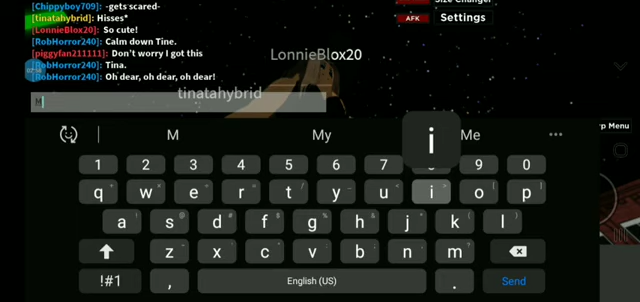 [Chippyboy709]: -gets scared-
[tinatahybrid]: Hisses*
[LonnieBlox20]: So cute!
[RobHorror240]: Calm down Tine.
[piggyfan211111]: Don't worry I got this
[RobHorror240]: Tina.
[RobHorror240]: Oh dear, oh dear, oh dear!
Size Changer
AFK
Settings
LonnieBlox20
tinatahybrid
M
rp Menu
M My Me
i
1 2 3 4 5 6 7 9 0
q w e r t y u i o p
a s d f g h j k l
z x c v b n m
!#1 , English (US) . Send